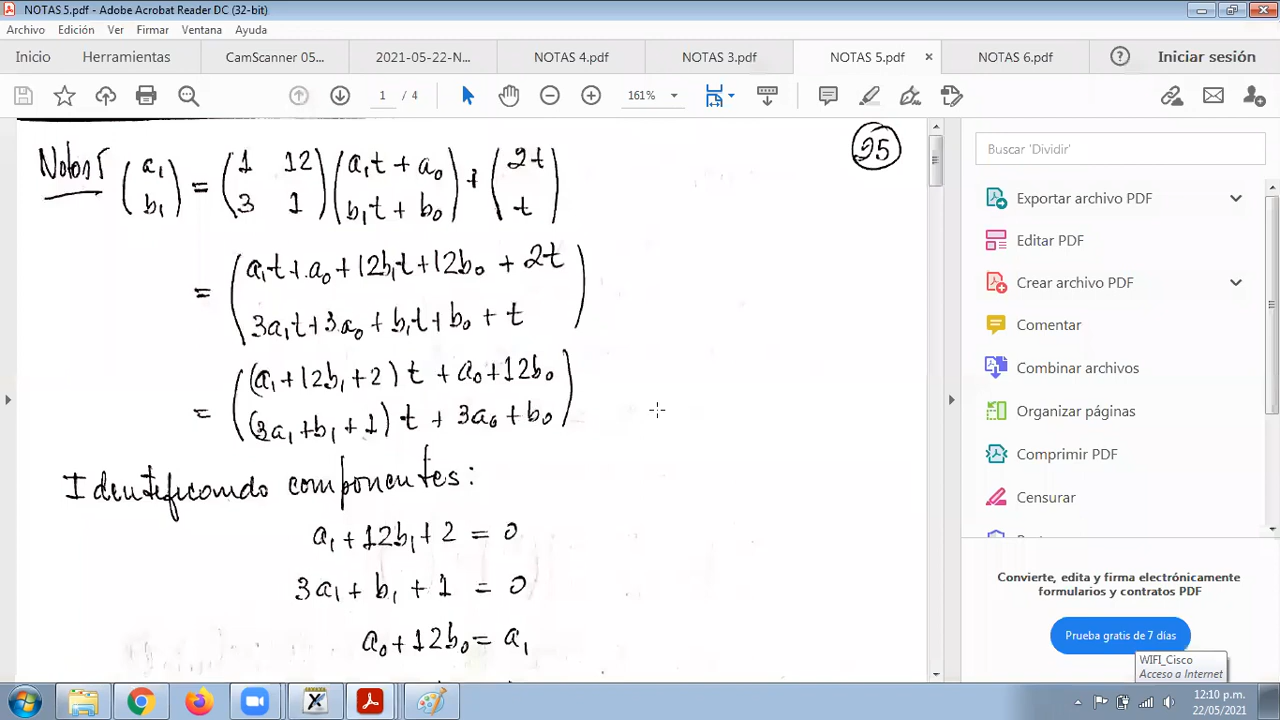 NOTAS 5.pdf - Adobe Acrobat Reader DC (32-bit)
Archivo Edición Ver Firmar Ventana Ayuda
Inicio Herramientas CamScanner 05... 2021-05-22-N... NOTAS 4.pdf NOTAS 3.pdf NOTAS 5.pdf × NOTAS 6.pdf ? Iniciar sesión
1 / 4 161%
Notas 5 (a₁ b₁) = (1 12 3 1)(a₁t + a₀ b₁t + b₀) + (2t t)
25
= (a₁t + a₀ + 12b₁t + 12b₀ + 2t
3a₁t + 3a₀ + b₁t + b₀ + t)
= ((a₁ + 12b₁ + 2)t + a₀ + 12b₀
(3a₁ + b₁ + 1)t + 3a₀ + b₀)
Identificando componentes:
a₁ + 12b₁ + 2 = 0
3a₁ + b₁ + 1 = 0
a₀ + 12b₀ = a₁
Buscar 'Dividir'
Exportar archivo PDF
Editar PDF
Crear archivo PDF
Comentar
Combinar archivos
Organizar páginas
Comprimir PDF
Censurar
Convierte, edita y firma electrónicamente
formularios y contratos PDF
Prueba gratis de 7 días
WIFI_Cisco
Acceso a Internet
12:10 p.m.
22/05/2021